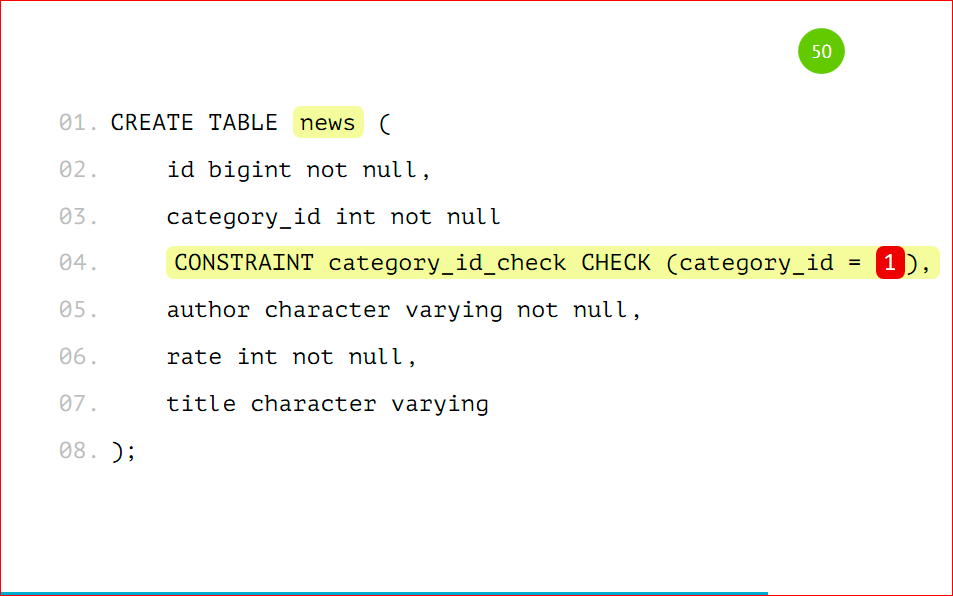 50
01. CREATE TABLE news (
02. id bigint not null,
03. category_id int not null
04. CONSTRAINT category_id_check CHECK (category_id = 1),
05. author character varying not null,
06. rate int not null,
07. title character varying
08. );